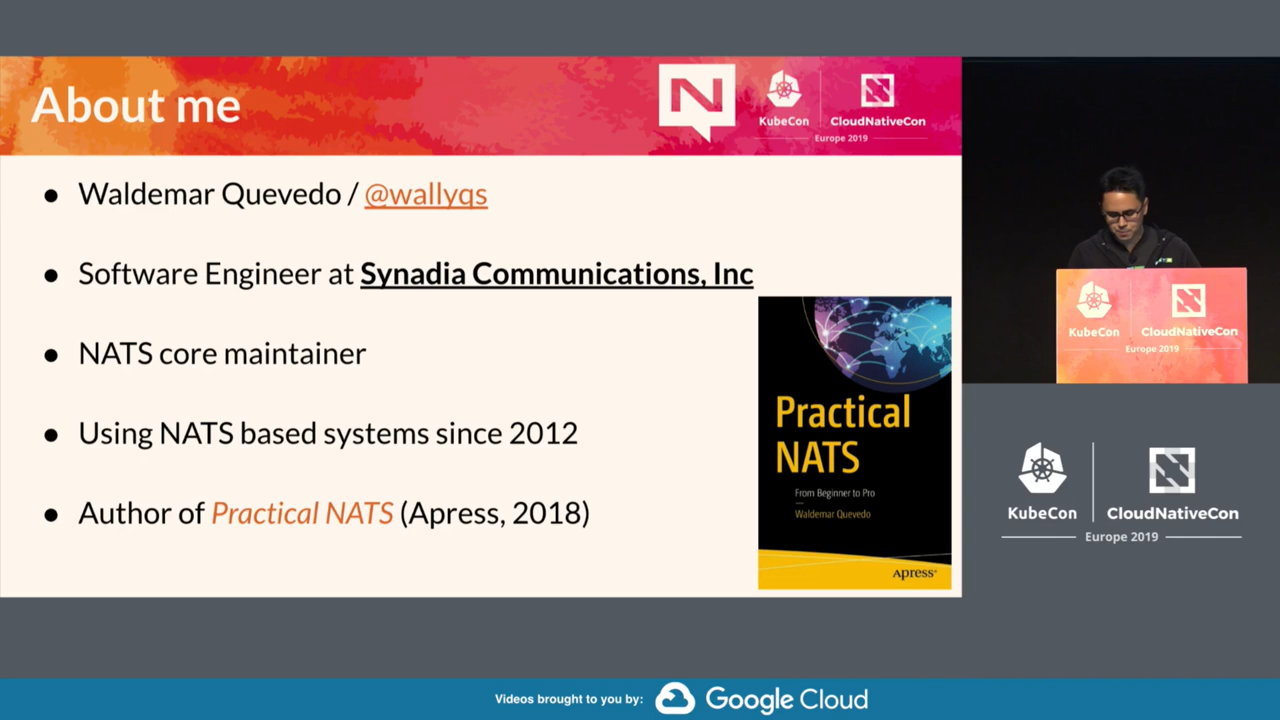 About me
N
KubeCon
CloudNativeCon
Europe 2019
Waldemar Quevedo / @wallyqs
Software Engineer at Synadia Communications, Inc
NATS core maintainer
Using NATS based systems since 2012
Author of Practical NATS (Apress, 2018)
Practical
NATS
From Beginner to Pro
Waldemar Quevedo
Apress®
KubeCon
CloudNativeCon
Europe 2019
KubeCon
CloudNativeCon
Europe 2019
Videos brought to you by:
Google Cloud